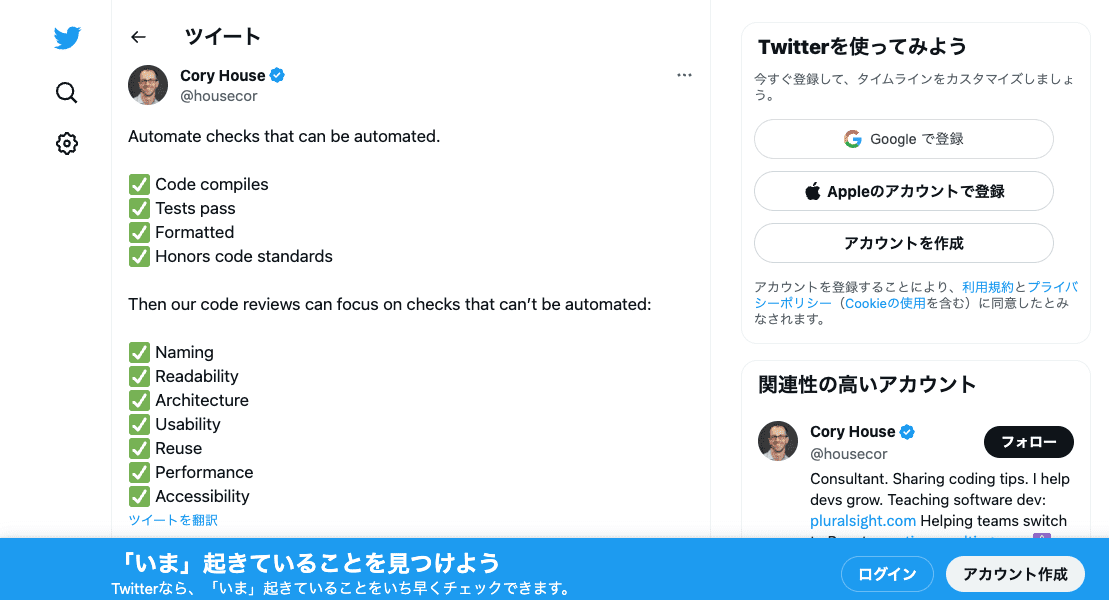 ツイート
Cory House
@housecor
Automate checks that can be automated.
✅ Code compiles
✅ Tests pass
✅ Formatted
✅ Honors code standards
Then our code reviews can focus on checks that can’t be automated:
✅ Naming
✅ Readability
✅ Architecture
✅ Usability
✅ Reuse
✅ Performance
✅ Accessibility
ツイートを翻訳
Twitterを使ってみよう
今すぐ登録して、タイムラインをカスタマイズしましょ
う。
Google で登録
Appleのアカウントで登録
アカウントを作成
アカウントを登録することにより、利用規約とプライバ
シーポリシー（Cookieの使用を含む）に同意したとみ
なされます。
関連性の高いアカウント
Cory House
@housecor
フォロー
Consultant. Sharing coding tips. I help
devs grow. Teaching software dev:
pluralsight.com Helping teams switch
「いま」起きていることを見つけよう
Twitterなら、「いま」起きていることをいち早くチェックできます。
ログイン
アカウント作成